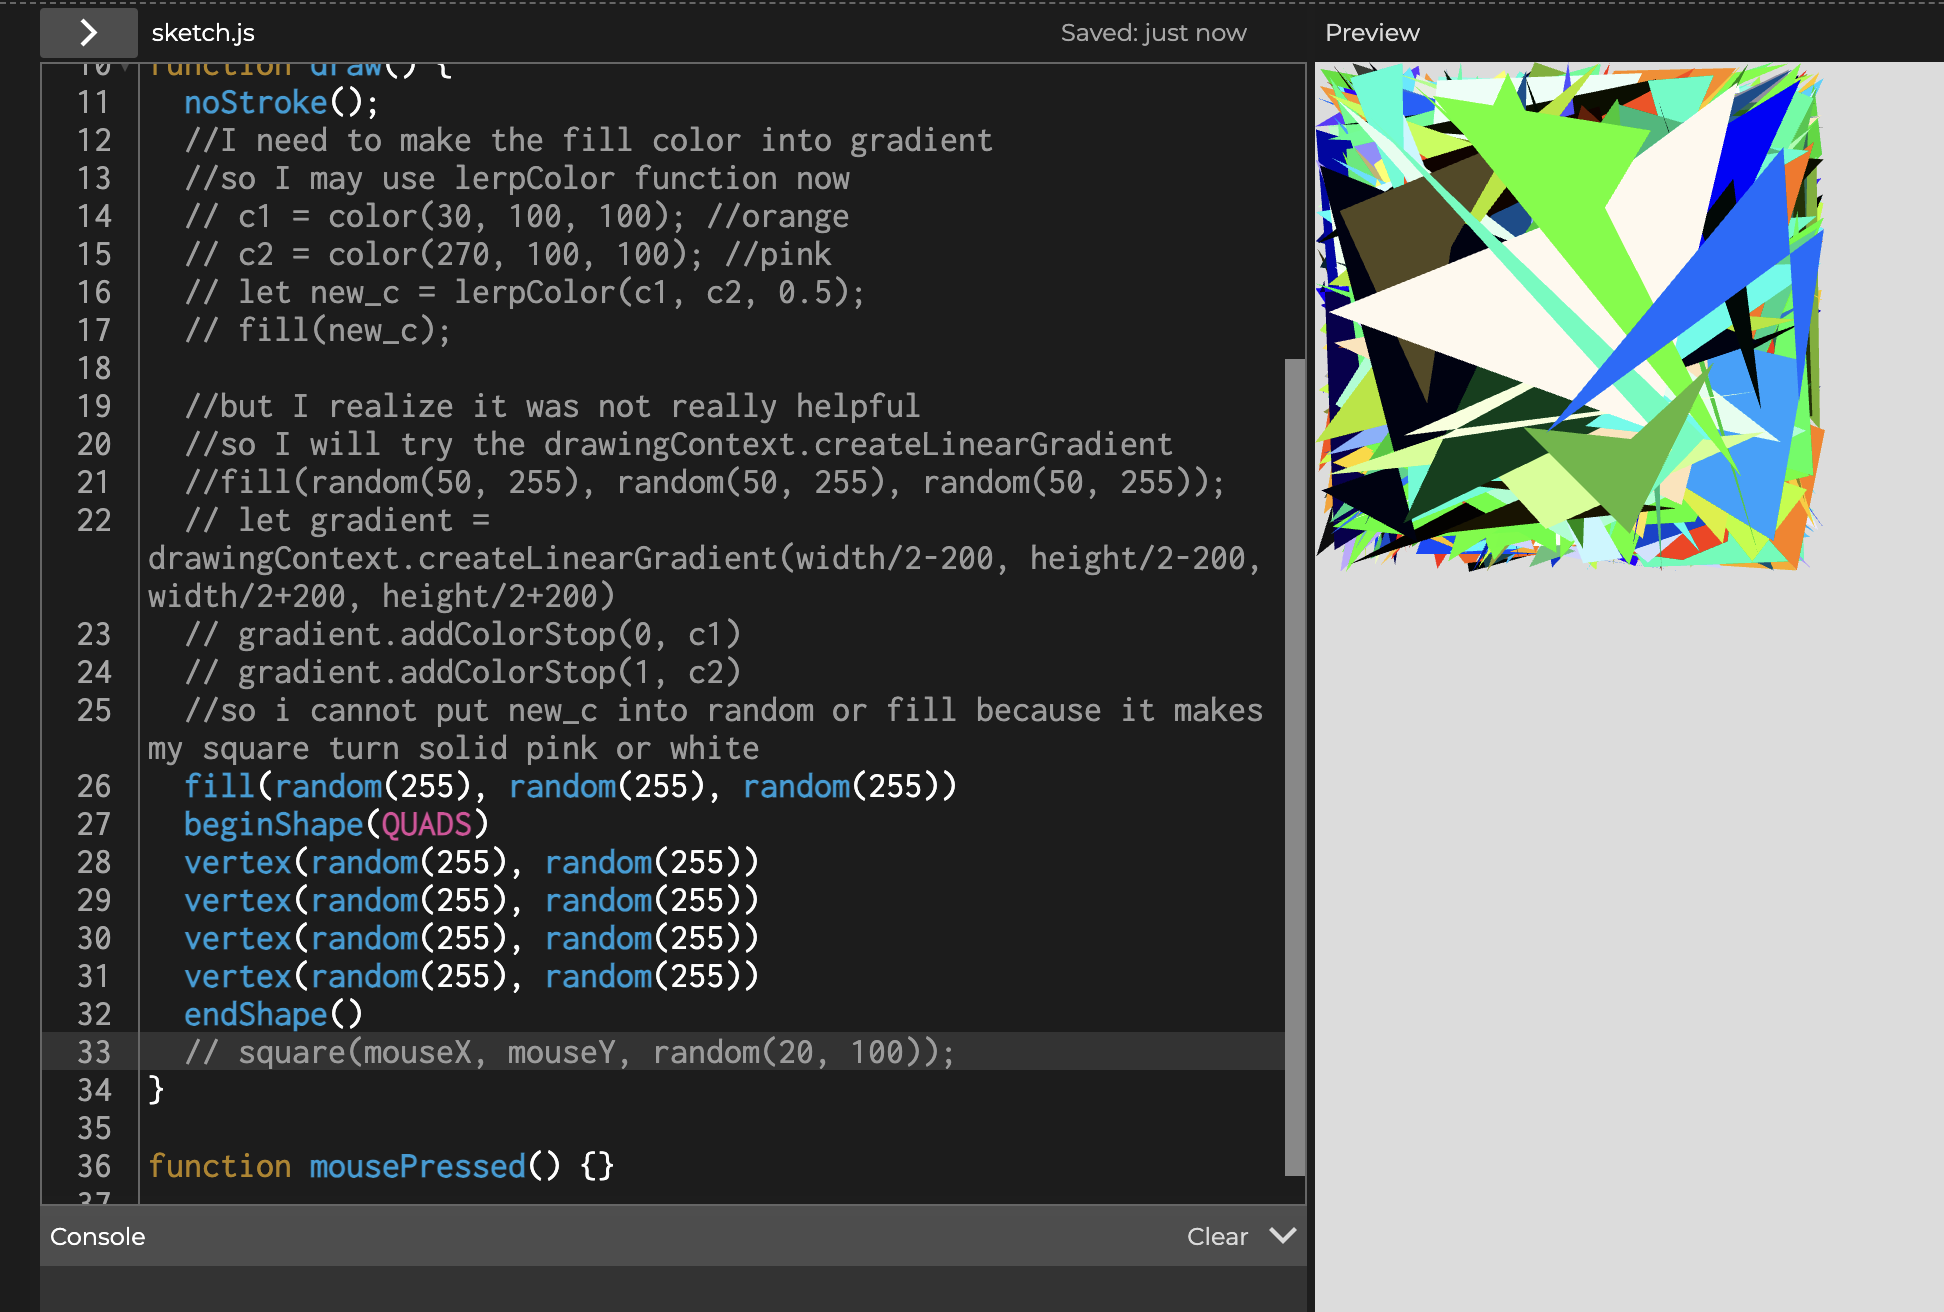 sketch.js
Saved: just now
Preview
10 function draw() {
11 noStroke();
12 //I need to make the fill color into gradient
13 //so I may use lerpColor function now
14 // c1 = color(30, 100, 100); //orange
15 // c2 = color(270, 100, 100); //pink
16 // let new_c = lerpColor(c1, c2, 0.5);
17 // fill(new_c);
18
19 //but I realize it was not really helpful
20 //so I will try the drawingContext.createLinearGradient
21 //fill(random(50, 255), random(50, 255), random(50, 255));
22 // let gradient =
drawingContext.createLinearGradient(width/2-200, height/2-200,
width/2+200, height/2+200)
23 // gradient.addColorStop(0, c1)
24 // gradient.addColorStop(1, c2)
25 //so i cannot put new_c into random or fill because it makes
my square turn solid pink or white
26 fill(random(255), random(255), random(255))
27 beginShape(QUADS)
28 vertex(random(255), random(255))
29 vertex(random(255), random(255))
30 vertex(random(255), random(255))
31 vertex(random(255), random(255))
32 endShape()
33 // square(mouseX, mouseY, random(20, 100));
34 }
35
36 function mousePressed() {}
37
Console
Clear